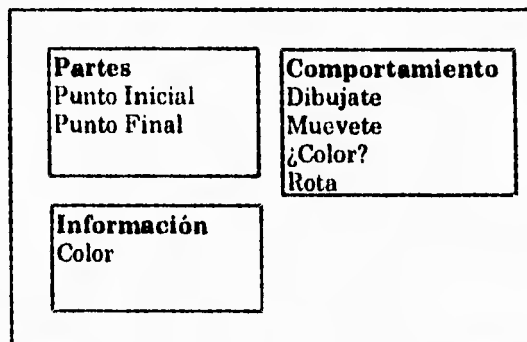 Partes
Punto Inicial
Punto Final
Comportamiento
Dibujate
Muevete
¿Color?
Rota
Información
Color